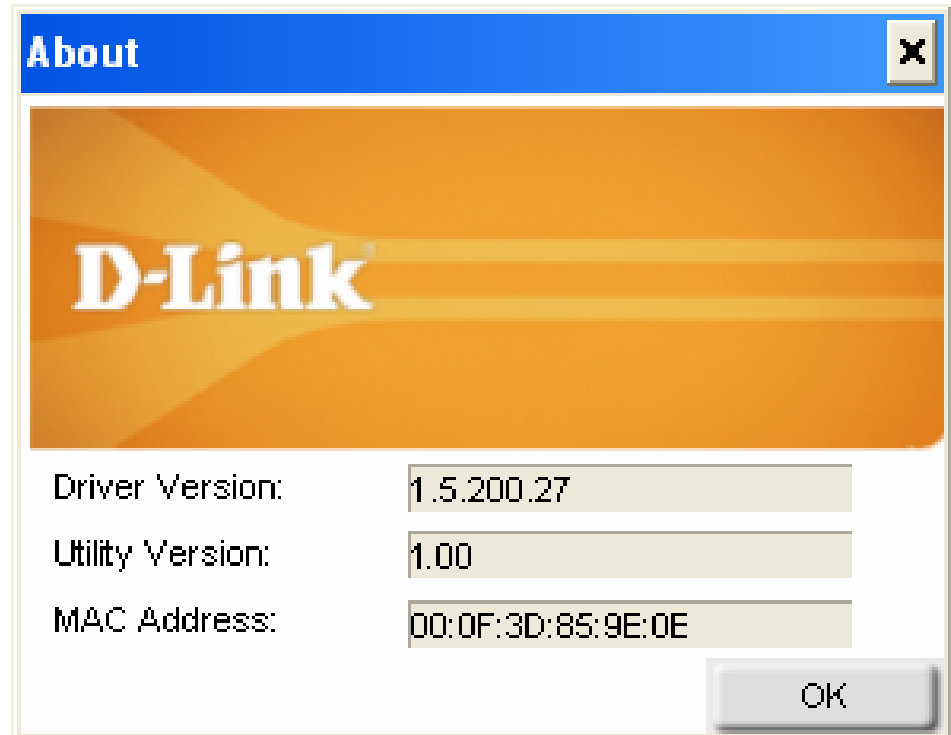 About
D-Link
Driver Version: 1.5.200.27
Utility Version: 1.00
MAC Address: 00:0F:3D:85:9E:0E
OK